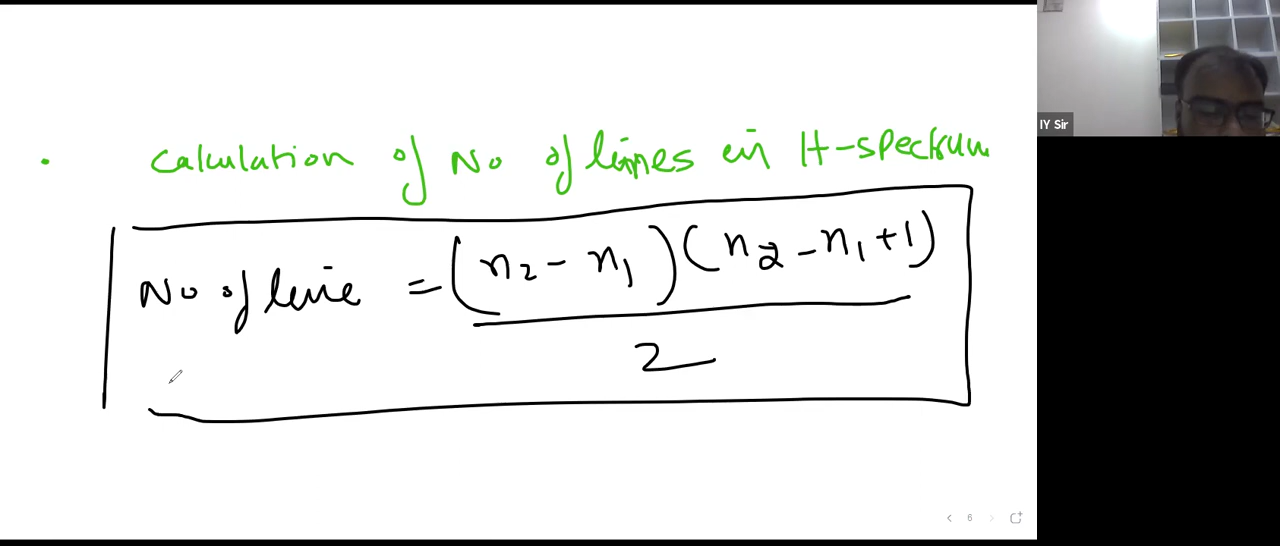 . Calculation of No of lines in H-spectrum
No of line = (n₂ - n₁)(n₂ - n₁ + 1)
2
IY Sir
6